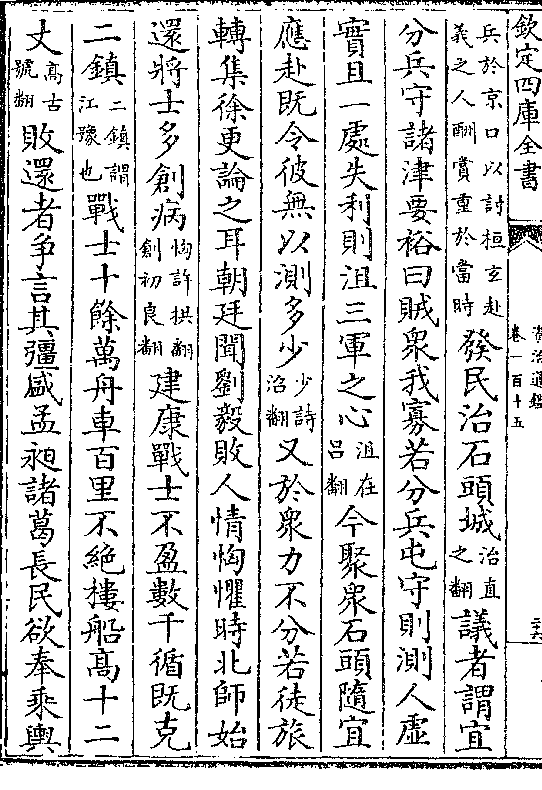 欽定四庫全書
資治通鑑
卷一百十五
二十六
兵於京口以討桓玄赴
義之人酬賞重於當時
發民治石頭城
治直
之翻
議者謂宜
分兵守諸津要裕曰賊衆我寡若分兵屯守則測人虛
實且一處失利則沮三軍之心
沮在
吕翻
今聚衆石頭隨宜
應赴既令彼無以測多少
少詩
沼翻
又於衆力不分若徒旅
轉集徐更論之耳朝廷聞劉毅敗人情恟懼時北師始
還將士多創病
恟許拱翻
創初良翻
建康戰士不盈數千循既克
二鎮
二鎮謂
江豫也
戰士十餘萬舟車百里不絶樓船高十二
丈
高古
號翻
敗還者爭言其彊盛孟昶諸葛長民欲奉乘輿